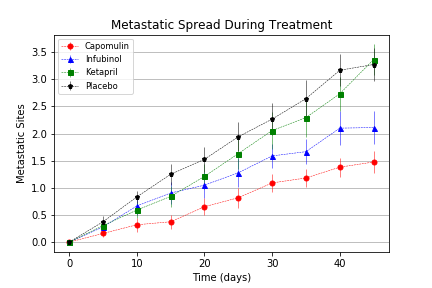 Metastatic Spread During Treatment
Capomulin
Infubinol
Ketapril
Placebo
3.5
3.0
2.5
2.0
1.5
1.0
0.5
0.0
Metastatic Sites
0 10 20 30 40
Time (days)